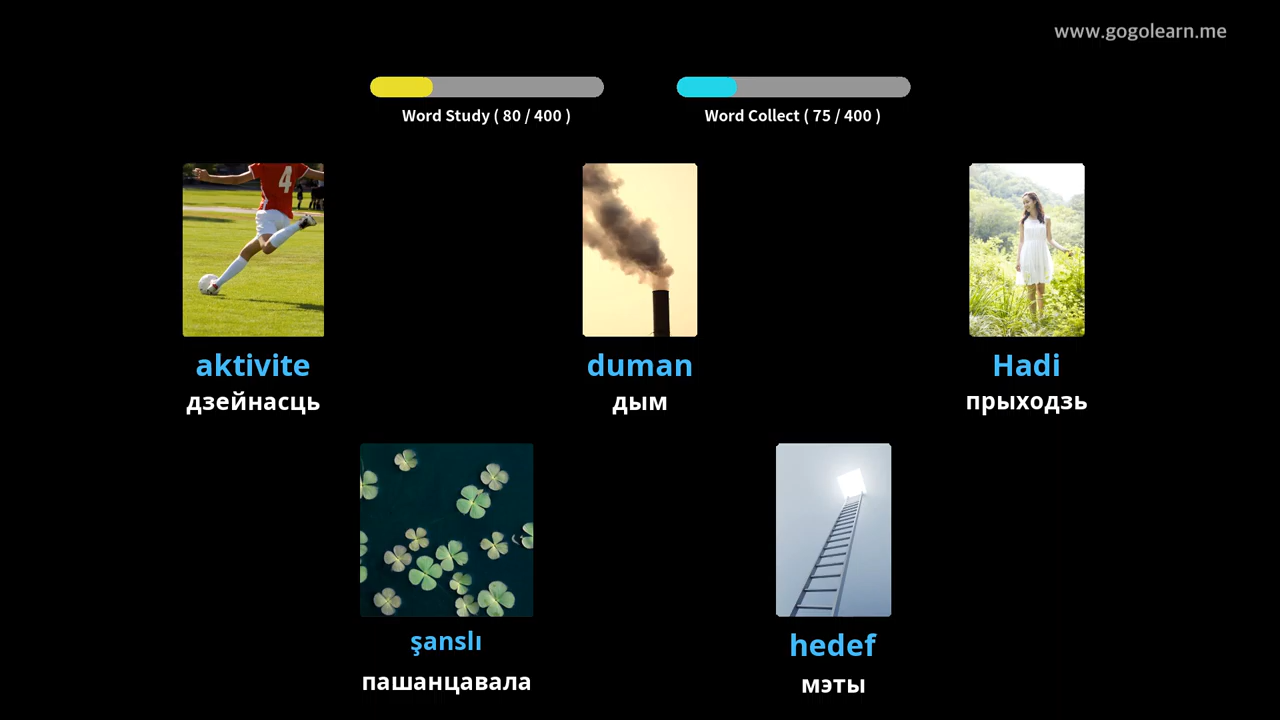 www.gogolearn.me
Word Study ( 80 / 400 )
Word Collect ( 75 / 400 )
4
aktivite
дзейнасць
duman
дым
Hadi
прыходзь
şanslı
пашанцавала
hedef
мэты